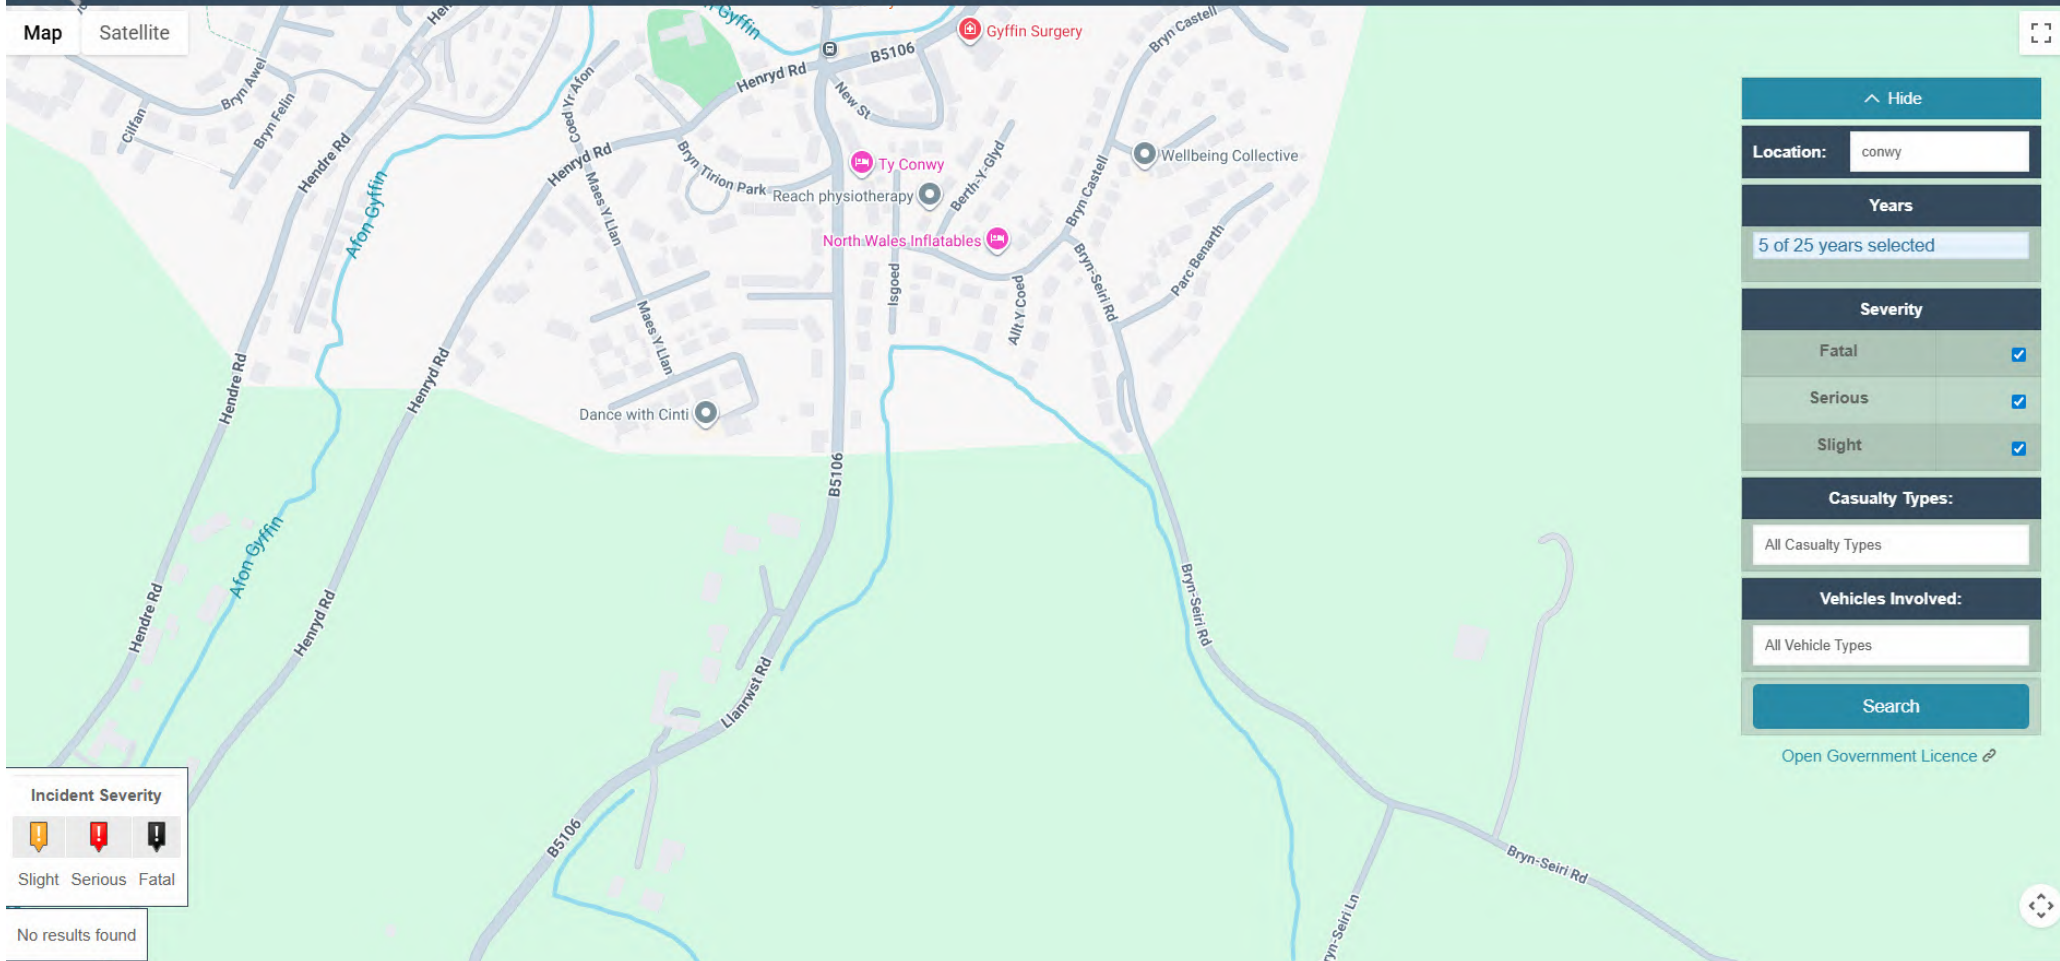 Map
Satellite
Gyffin
Gyffin Surgery
B5106
Bryn Castell
Henryd Rd
New St
Bryn Awel
Cilfan
Bryn Felin
Hendre Rd
Coed Yr Afon
Henryd Rd
Bryn Tirion Park
Ty Conwy
Reach physiotherapy
Berth-Y-Glyd
Wellbeing Collective
Bryn Castell
Afon Gyffin
Maes Y Llan
North Wales Inflatables
Isgoed
Allt Y Coed
Bryn-Seiri Rd
Parc Benarth
Maes Y Llan
Hendre Rd
Henryd Rd
Dance with Cinti
B5106
Afon Gyffin
Hendre Rd
Henryd Rd
Bryn-Seiri Rd
Llanrwst Rd
B5106
Bryn-Seiri Rd
Hide
Location:
conwy
Years
5 of 25 years selected
Severity
Fatal
Serious
Slight
Casualty Types:
All Casualty Types
Vehicles Involved:
All Vehicle Types
Search
Open Government Licence
Incident Severity
Slight Serious Fatal
No results found